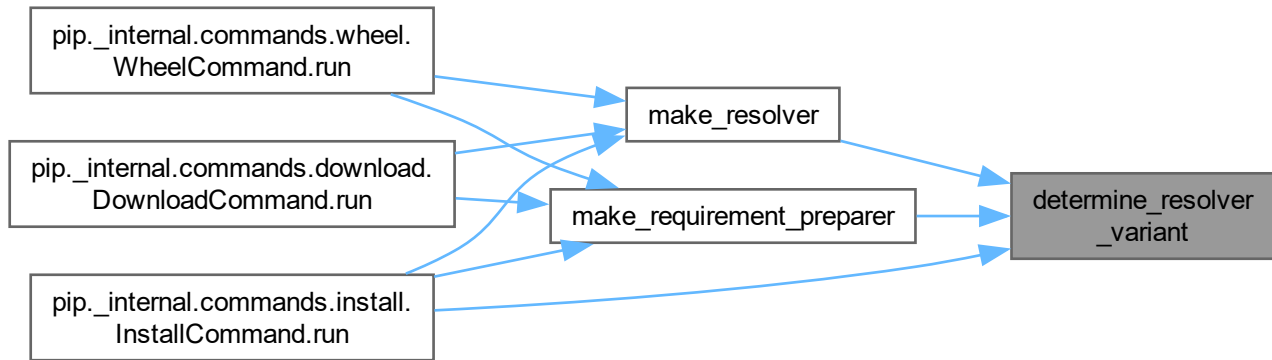 pip._internal.commands.wheel.
WheelCommand.run
make_resolver
pip._internal.commands.download.
DownloadCommand.run
make_requirement_preparer
determine_resolver
_variant
pip._internal.commands.install.
InstallCommand.run